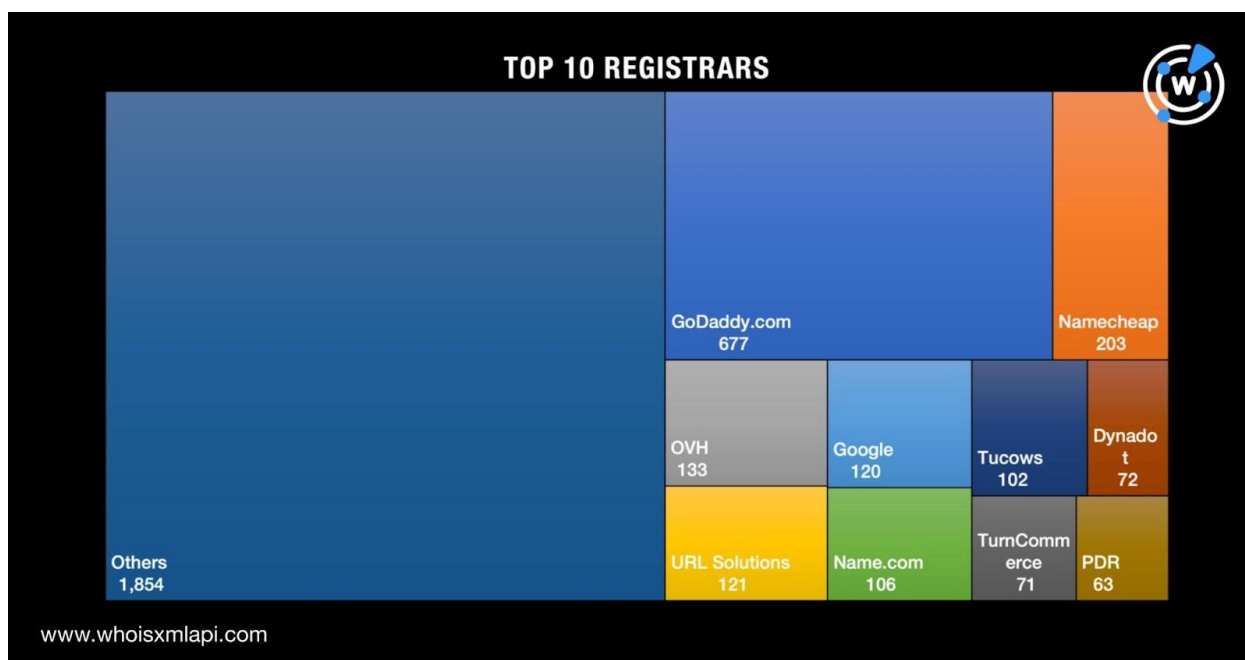 TOP 10 REGISTRARS
W
GoDaddy.com
677
Namecheap
203
OVH
133
Google
120
Tucows
102
Dynado
t
72
Others
1,854
URL Solutions
121
Name.com
106
TurnComm
erce
71
PDR
63
www.whoisxmlapi.com